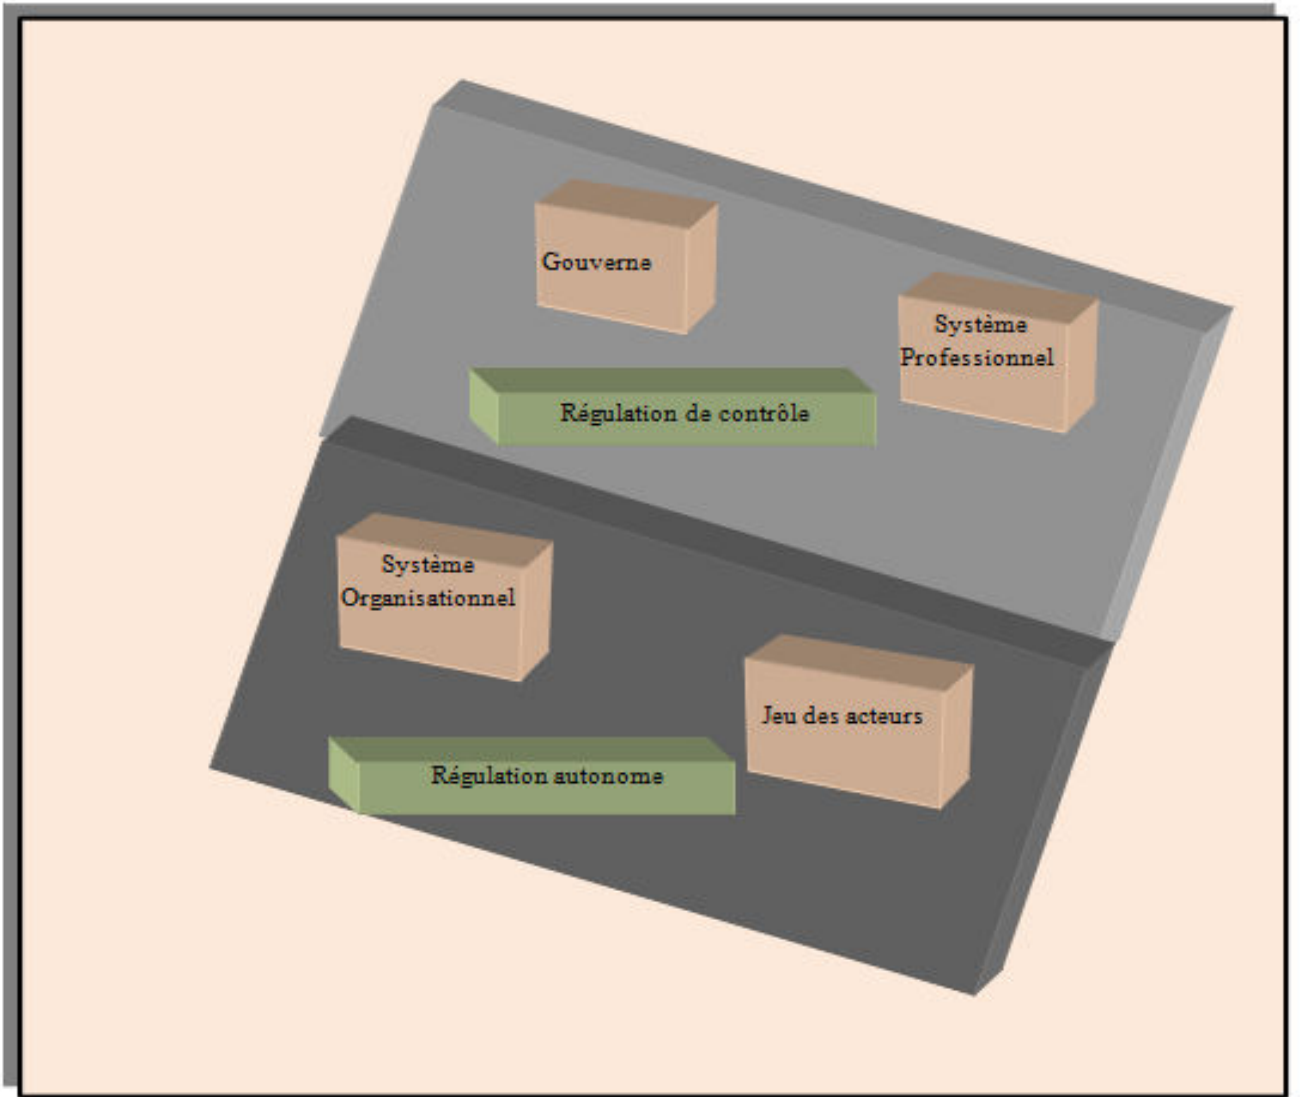 Gouverne
Système
Professionnel
Régulation de contrôle
Système
Organisationnel
Jeu des acteurs
Régulation autonome